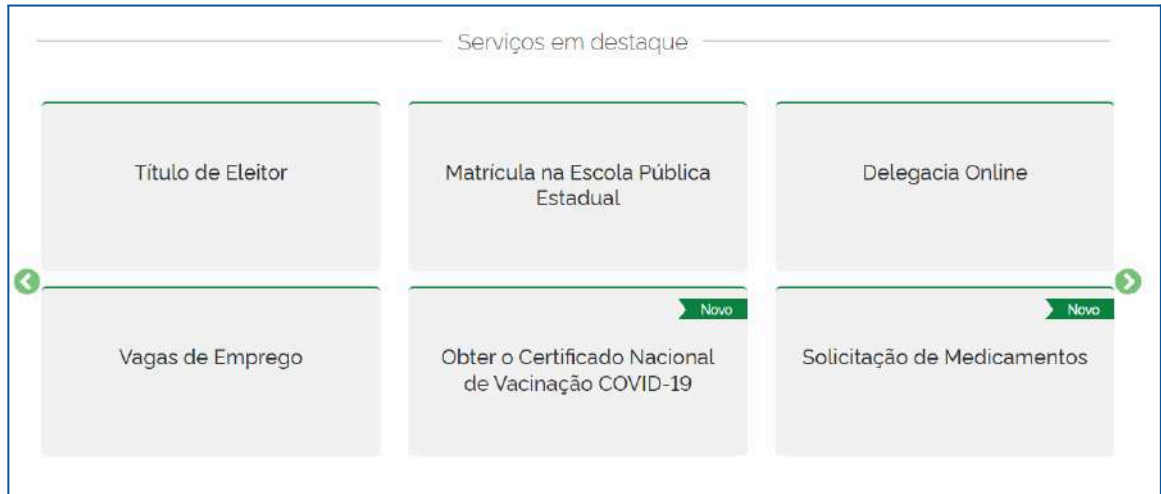 Serviços em destaque
Título de Eleitor
Matrícula na Escola Pública
Estadual
Delegacia Online
Vagas de Emprego
Novo
Obter o Certificado Nacional
de Vacinação COVID-19
Novo
Solicitação de Medicamentos